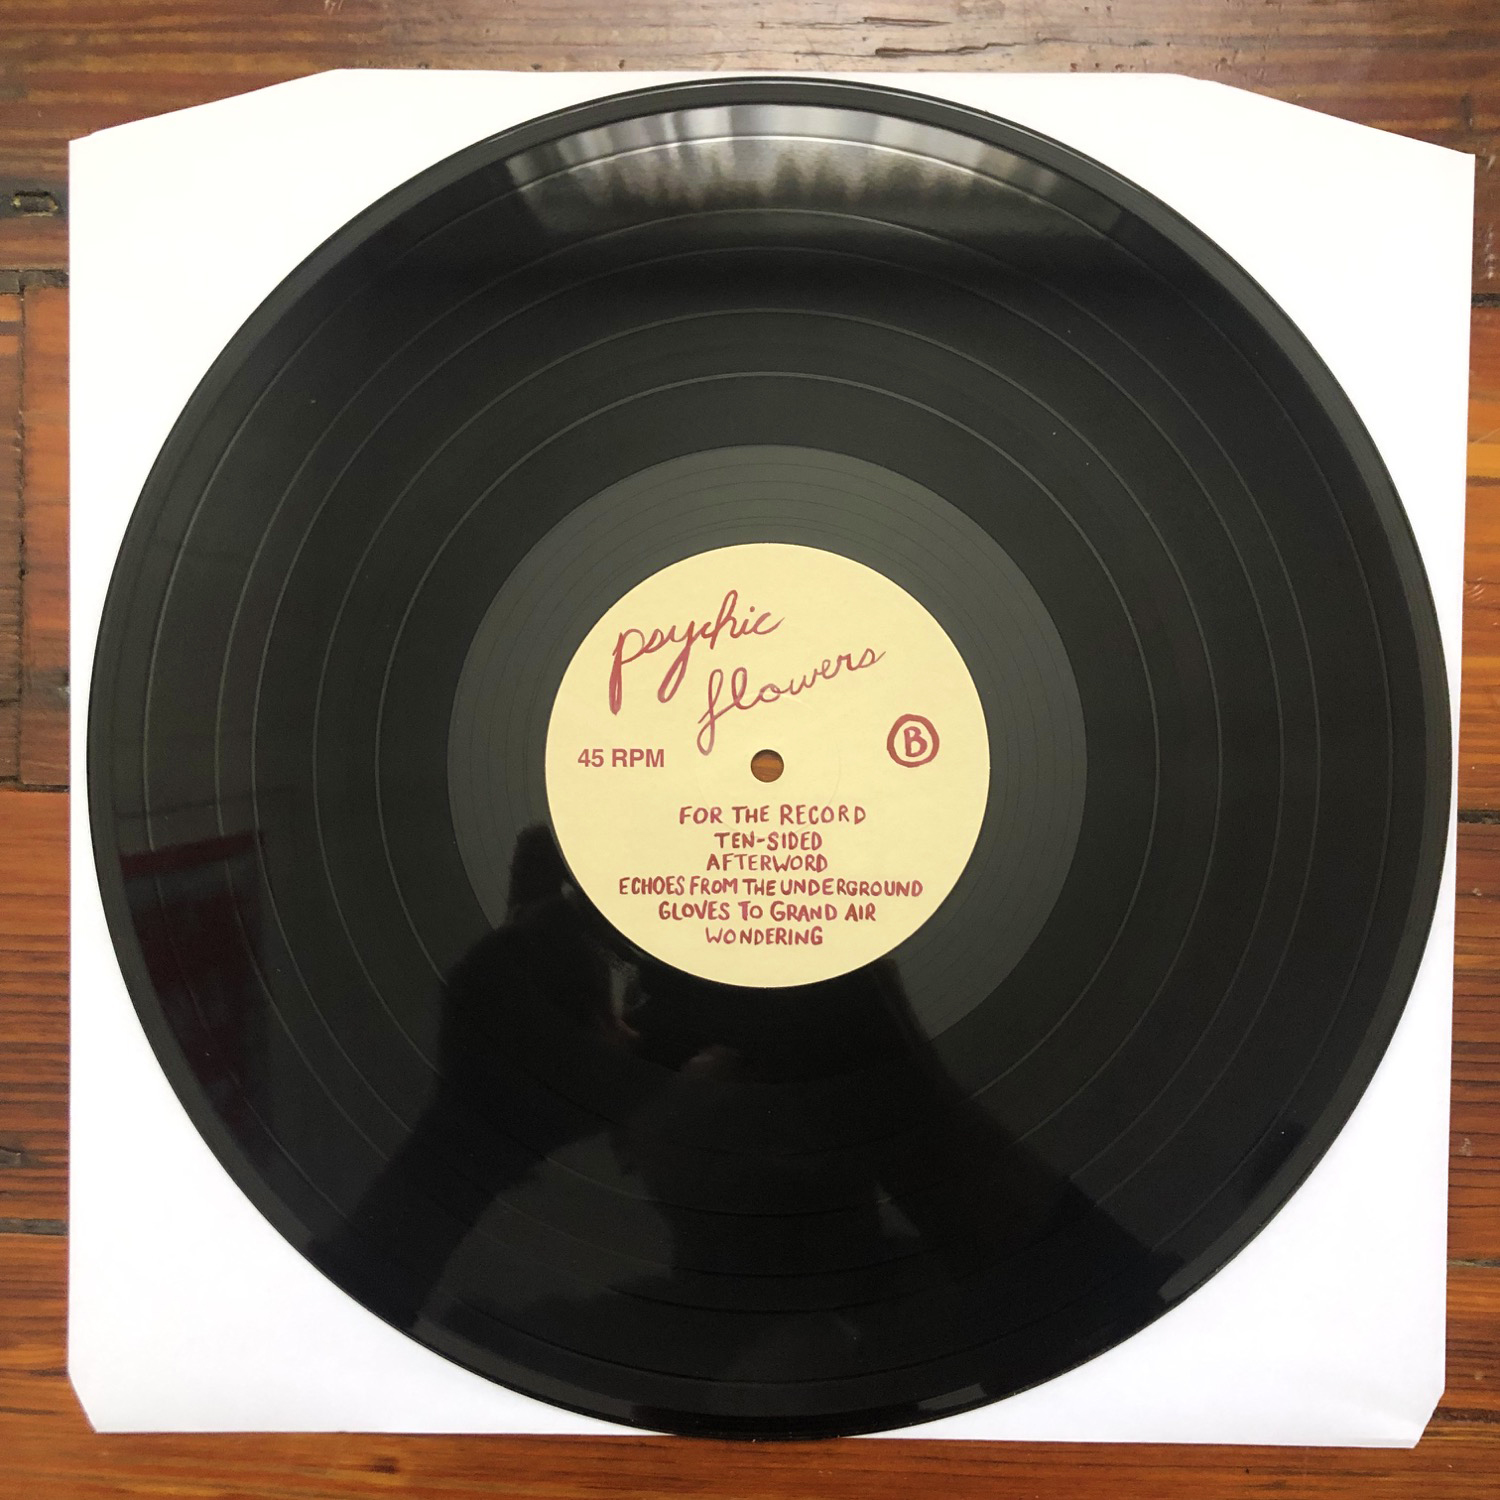 psychic
flowers
45 RPM
B
FOR THE RECORD
TEN-SIDED
AFTERWORD
ECHOES FROM THE UNDERGROUND
GLOVES TO GRAND AIR
WONDERING